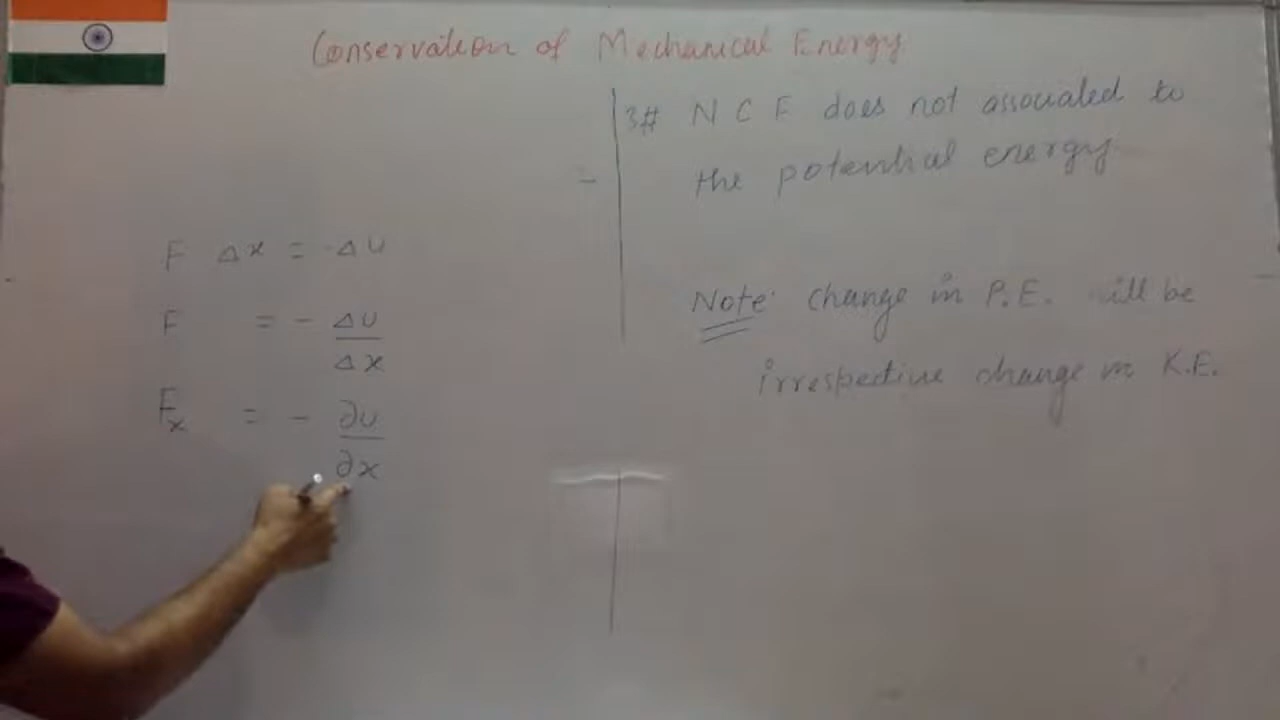 Conservation of Mechanical Energy
F Δx = -ΔU
F = - ΔU
Δx
Fx = - ∂U
∂x
3# N C F does not associated to
the potential energy
Note: change in P.E. will be
irrespective change in K.E.